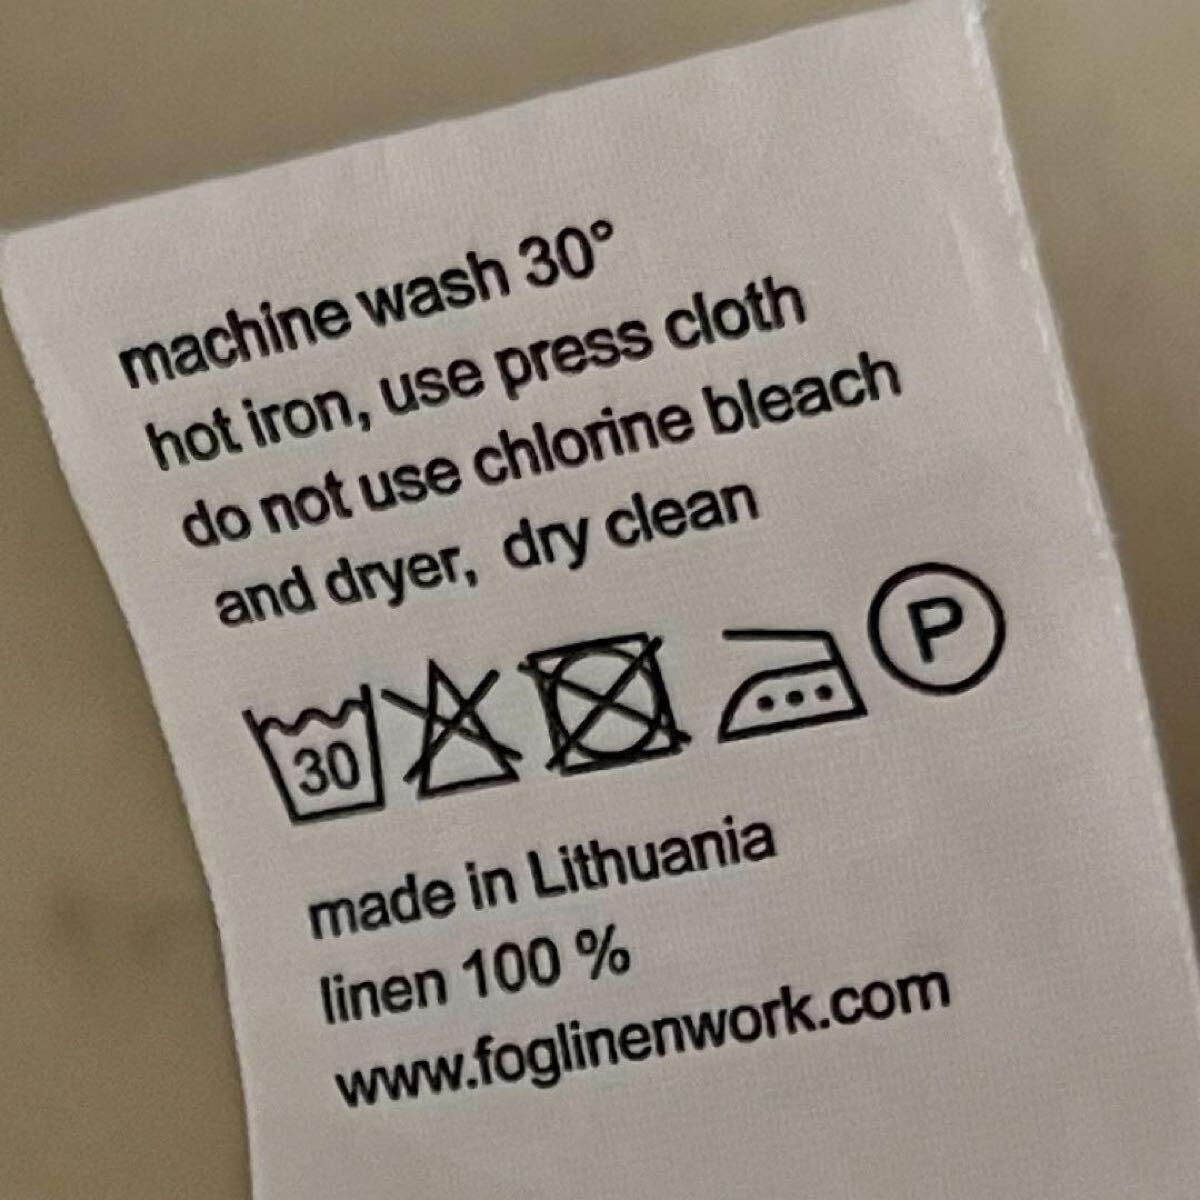 machine wash 30°
hot iron, use press cloth
do not use chlorine bleach
and dryer, dry clean
30 P
made in Lithuania
linen 100 %
www.foglinenwork.com